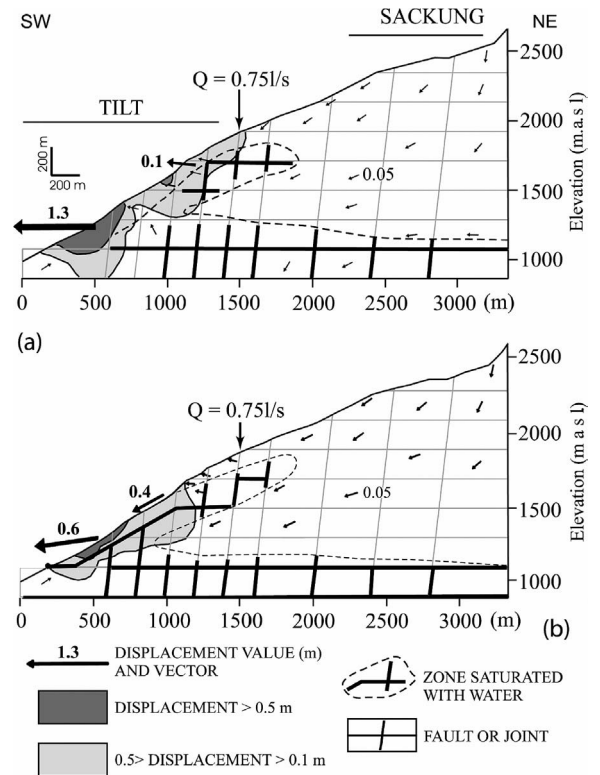 SW
SACKUNG
NE
2500
Q = 0.75l/s
TILT
2000
200 m
200 m
0.1
0.05
1500
1.3
1000
Elevation (m.a.s l)
0 500 1000 1500 2000 2500 3000 (m)
(a)
2500
Q = 0.75l/s
2000
0.4
0.05
1500
0.6
1000
Elevation (m a s l)
0 500 1000 1500 2000 2500 3000 (m)
(b)
1.3
DISPLACEMENT VALUE (m)
AND VECTOR
DISPLACEMENT > 0.5 m
0.5> DISPLACEMENT > 0.1 m
ZONE SATURATED
WITH WATER
FAULT OR JOINT